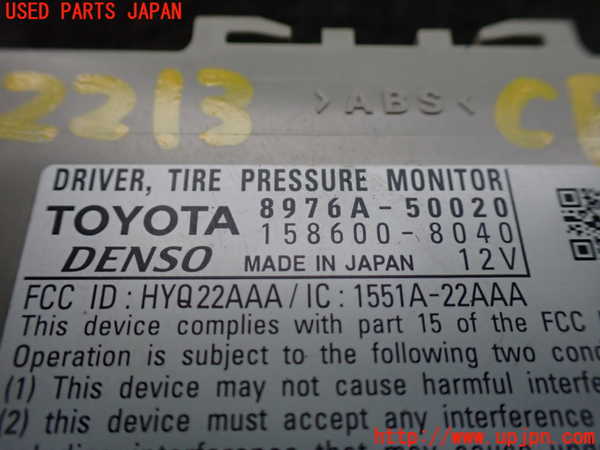 USED PARTS JAPAN
2213
>ABS<
DRIVER, TIRE PRESSURE MONITOR
TOYOTA 8976A-50020
158600-8040
DENSO MADE IN JAPAN 12V
FCC ID : HYQ22AAA / IC : 1551A-22AAA
This device complies with part 15 of the FCC
Operation is subject to the following two
(1) This device may not cause harmful
(2) this device must accept any interference
http://www.upjpn.com